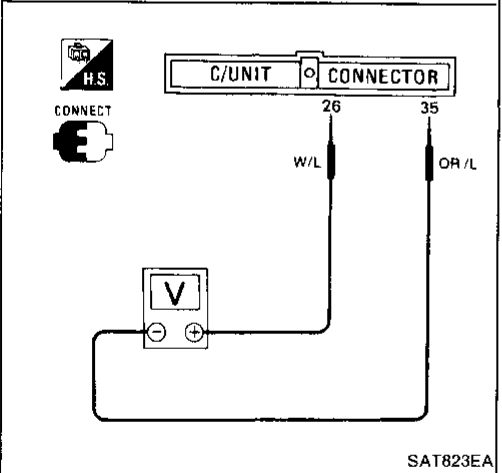 H.S.
CONNECT
C/UNIT CONNECTOR
26 35
W/L OR/L
V
SAT823EA